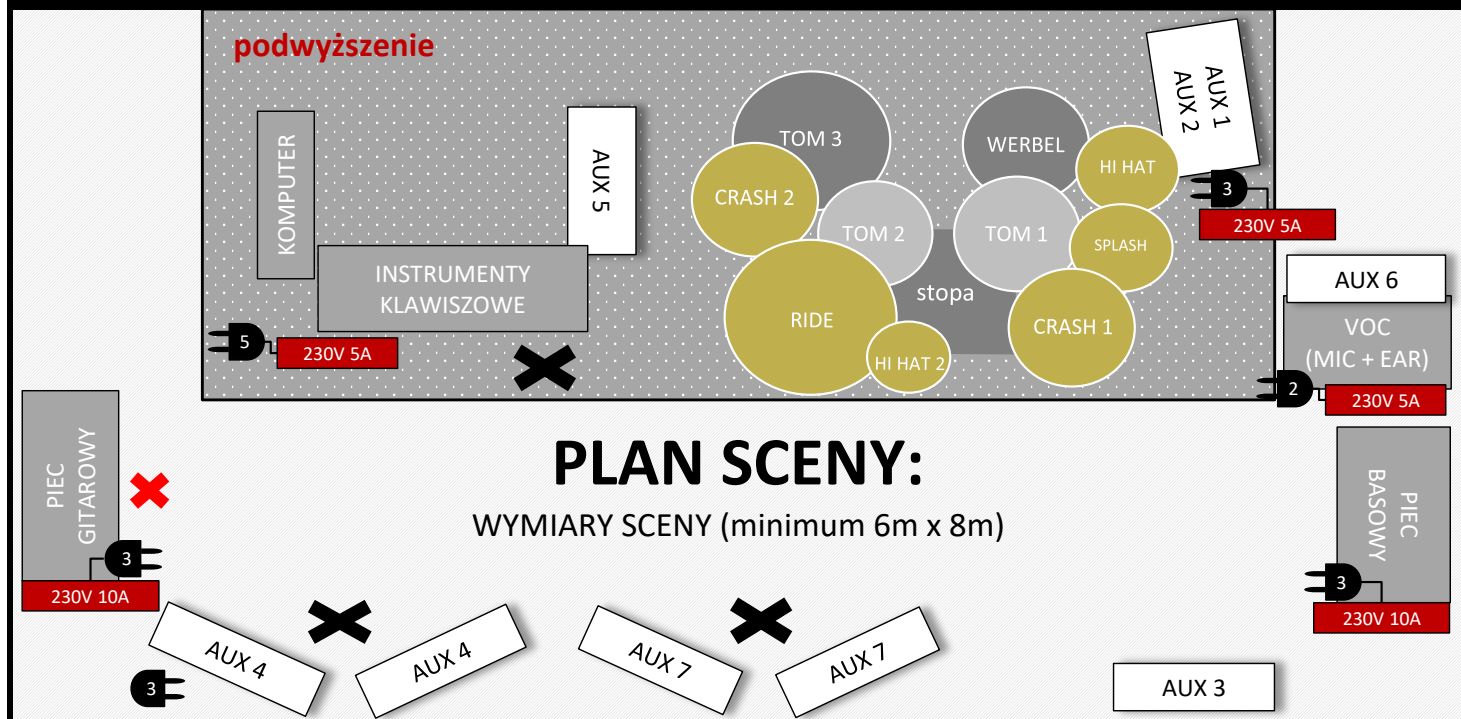 podwyższenie
AUX 1
AUX 2
KOMPUTER
AUX 5
TOM 3
WERBEL
HI HAT
CRASH 2
3
230V 5A
TOM 2
TOM 1
SPLASH
INSTRUMENTY
KLAWISZOWE
stopa
AUX 6
RIDE
CRASH 1
VOC
(MIC + EAR)
5
230V 5A
HI HAT 2
2
230V 5A
PIEC
GITAROWY
PLAN SCENY:
WYMIARY SCENY (minimum 6m x 8m)
PIEC
BASOWY
3
230V 10A
3
230V 10A
AUX 4
AUX 4
AUX 7
AUX 7
3
AUX 3